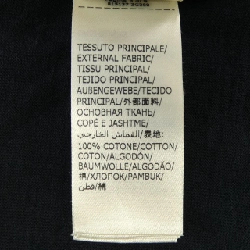 TESSUTO PRINCIPALE/
EXTERNAL FABRIC/
TISSU PRINCIPAL/
TEJIDO PRINCIPAL/
AUBENGEWEBE/TECIDO
PRINCIPAL/外部面料/
ОСНОВНАЯ ТКАНЬ/
COPË E JASHTME/
القماش الخارجي/表地:
100% COTONE/COTTON/
COTON/ALGODÓN/
BAUMWOLLE/ALGODÃO/
棉/ХЛОПОК/PAMBUK/
قطن/綿